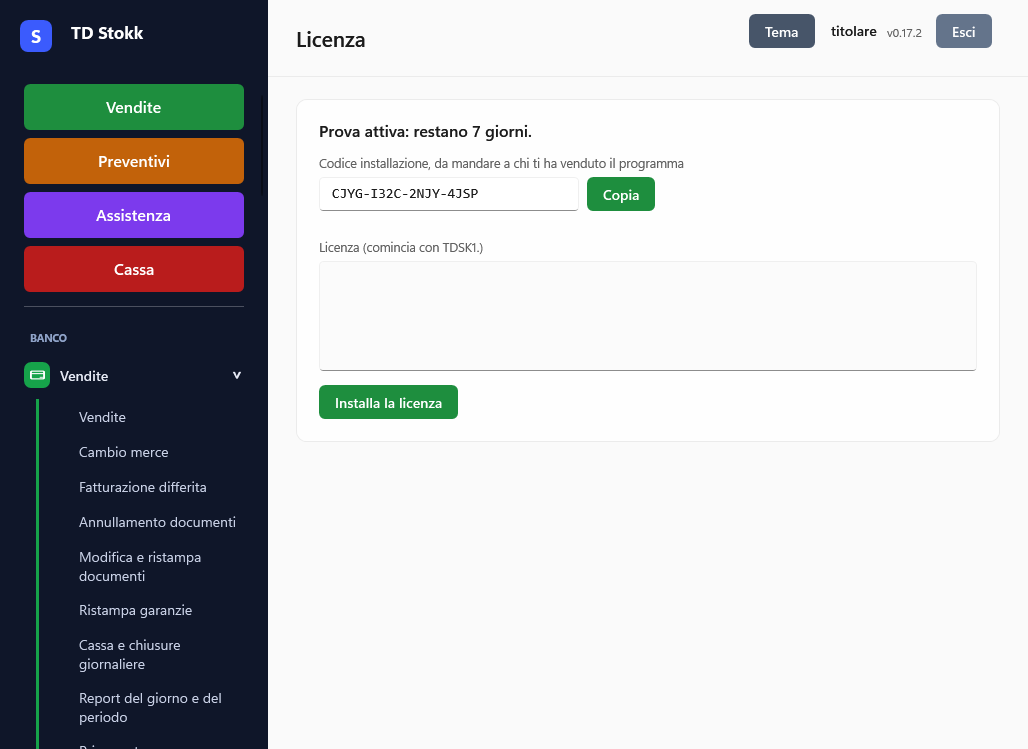 S
TD Stokk
Vendite
Preventivi
Assistenza
Cassa
BANCO
Vendite
Vendite
Cambio merce
Fatturazione differita
Annullamento documenti
Modifica e ristampa
documenti
Ristampa garanzie
Cassa e chiusure
giornaliere
Report del giorno e del
periodo
Licenza
Tema
titolare
v0.17.2
Esci
Prova attiva: restano 7 giorni.
Codice installazione, da mandare a chi ti ha venduto il programma
CJYG-I32C-2NJY-4JSP
Copia
Licenza (comincia con TDSK1.)
Installa la licenza